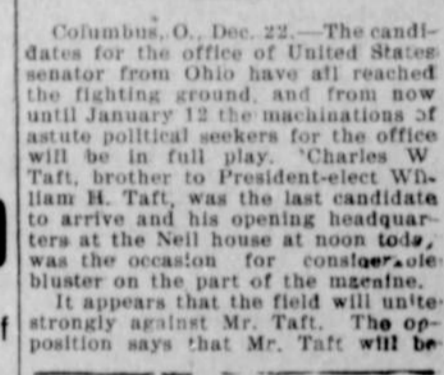 Columbus, O., Dec. 22.—The candi-
dates for the office of United States
senator from Ohio have all reached
the fighting ground, and from now
until January 12 the machinations of
astute political seekers for the office
will be in full play. 'Charles W
Taft, brother to President-elect Wil-
liam H. Taft, was the last candidate
to arrive and his opening headquar-
ters at the Neil house at noon today,
was the occasion for considerable
bluster on the part of the machine.
It appears that the field will unite
strongly against Mr. Taft. The op-
position says that Mr. Taft will be
f